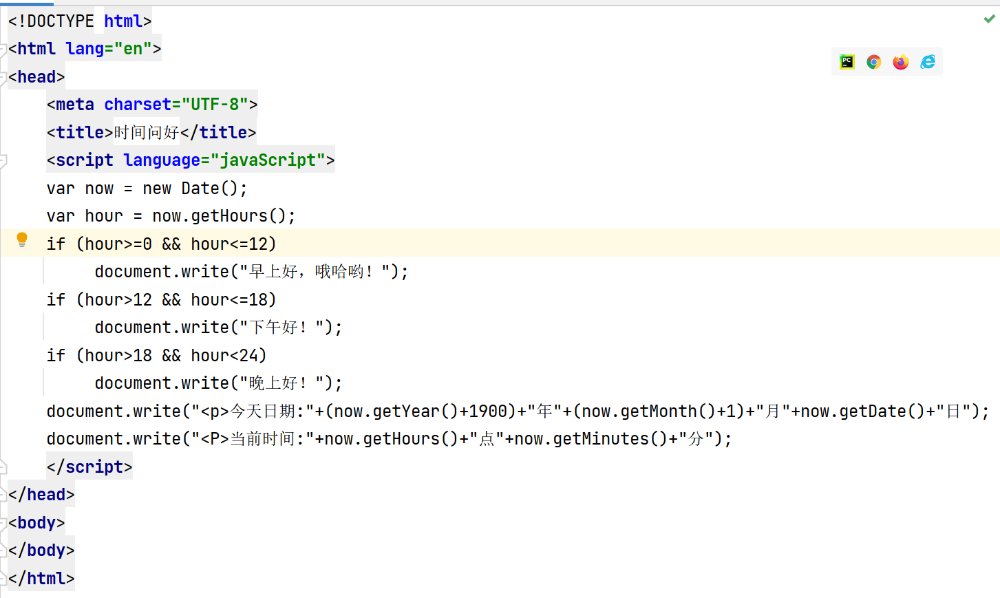 <!DOCTYPE html>
<html lang="en">
PC
<head>
<meta charset="UTF-8">
<title>时间问好</title>
<script language="javaScript">
var now = new Date();
var hour = now.getHours();
if (hour>=0 && hour<=12)
document.write("早上好，哦哈哟！");
if (hour>12 && hour<=18)
document.write("下午好！");
if (hour>18 && hour<24)
document.write("晚上好！");
document.write("<p>今天日期:"+(now.getYear()+1900)+"年"+(now.getMonth()+1)+"月"+now.getDate()+"日");
document.write("<P>当前时间:"+now.getHours()+"点"+now.getMinutes()+"分");
</script>
</head>
<body>
</body>
</html>